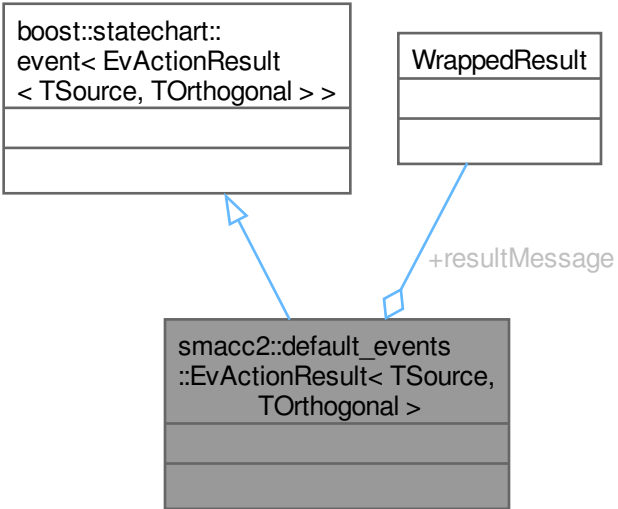 boost::statechart::
event< EvActionResult
< TSource, TOrthogonal > >
WrappedResult
+resultMessage
smacc2::default_events
::EvActionResult< TSource,
TOrthogonal >